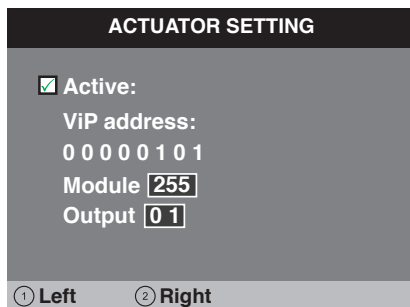 ACTUATOR SETTING
Active:
ViP address:
0 0 0 0 0 1 0 1
Module 255
Output 0 1
1 Left 2 Right